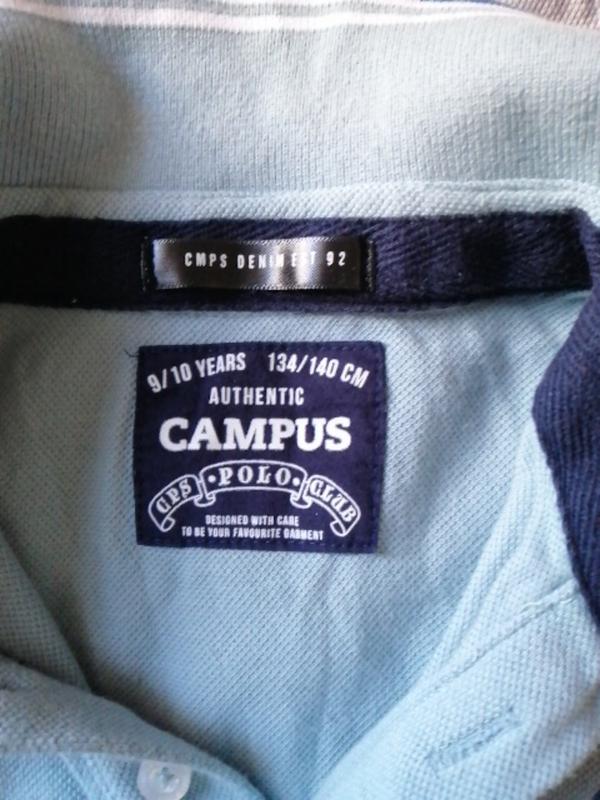 CMPS DENIM EST 92
9/10 YEARS 134/140 CM
AUTHENTIC
CAMPUS
CPS •POLO• CLUB
DESIGNED WITH CARE
TO BE YOUR FAVOURITE GARMENT